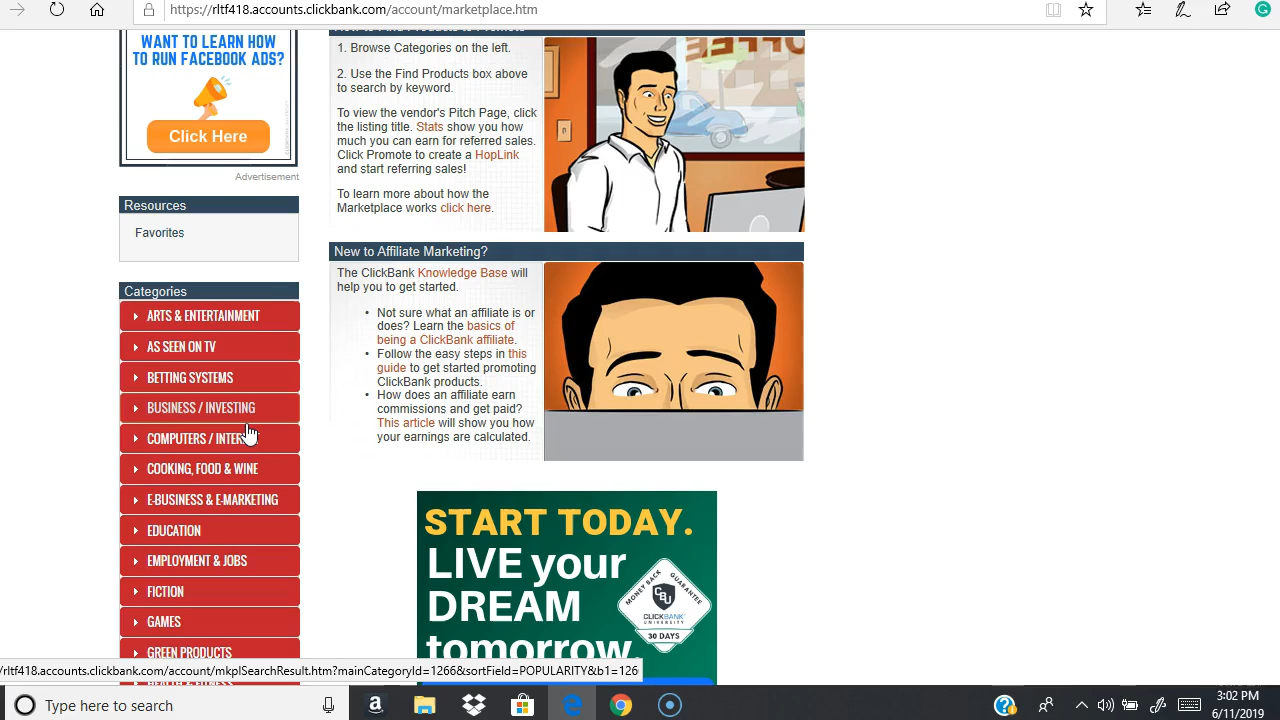 https://rltf418.accounts.clickbank.com/account/marketplace.htm
WANT TO LEARN HOW
TO RUN FACEBOOK ADS?
Click Here
Advertisement
Resources
Favorites
Categories
ARTS & ENTERTAINMENT
AS SEEN ON TV
BETTING SYSTEMS
BUSINESS / INVESTING
COMPUTERS / INTER
COOKING, FOOD & WINE
E-BUSINESS & E-MARKETING
EDUCATION
EMPLOYMENT & JOBS
FICTION
GAMES
GREEN PRODUCTS
HEALTH & FITNESS
How to Find Products to Promote
1. Browse Categories on the left.
2. Use the Find Products box above
to search by keyword.
To view the vendor's Pitch Page, click
the listing title. Stats show you how
much you can earn for referred sales.
Click Promote to create a HopLink
and start referring sales!
To learn more about how the
Marketplace works click here.
New to Affiliate Marketing?
The ClickBank Knowledge Base will
help you to get started.
• Not sure what an affiliate is or
does? Learn the basics of
being a ClickBank affiliate.
• Follow the easy steps in this
guide to get started promoting
ClickBank products.
• How does an affiliate earn
commissions and get paid?
This article will show you how
your earnings are calculated.
START TODAY.
LIVE your
DREAM
tomorrow.
MONEY BACK GUARANTEE
CBU
CLICKBANK
UNIVERSITY
30 DAYS
/rltf418.accounts.clickbank.com/account/mkplSearchResult.htm?mainCategoryId=1266&sortField=POPULARITY&b1=126
Type here to search
3:02 PM
6/11/2019